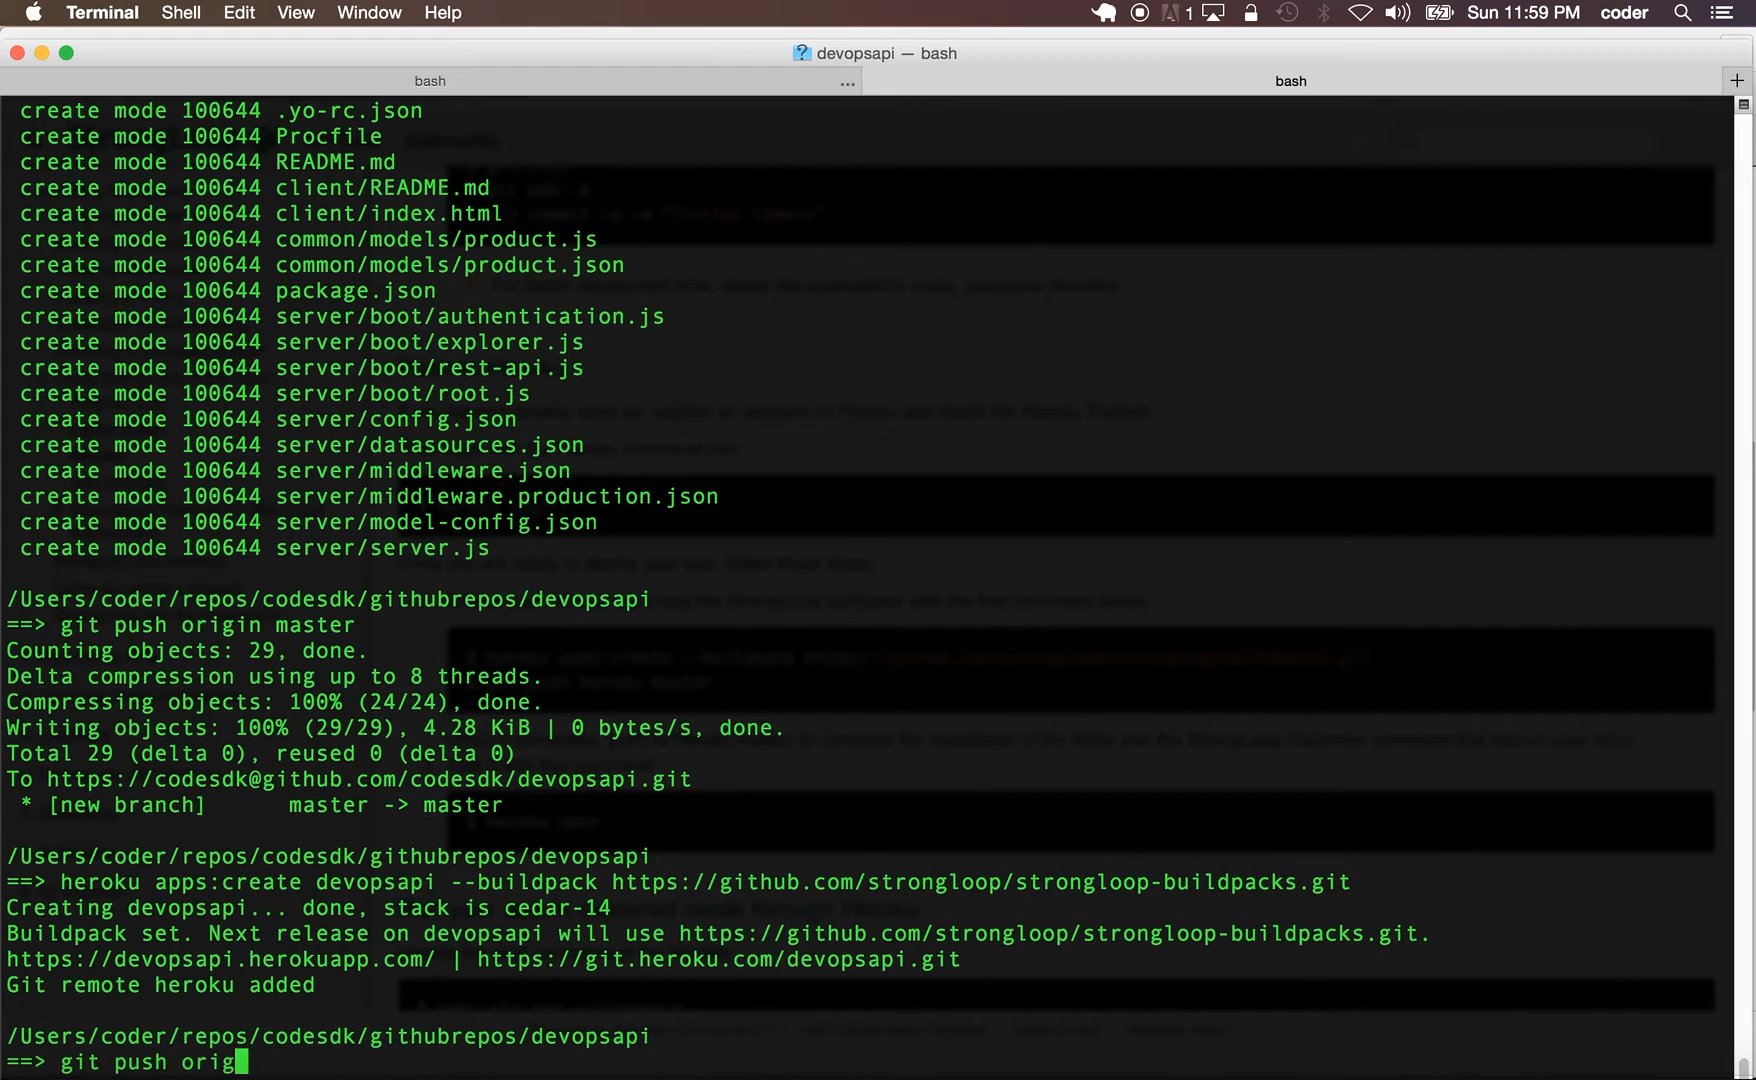 Terminal Shell Edit View Window Help 1 Sun 11:59 PM coder
devopsapi — bash
bash ... bash +
create mode 100644 .yo-rc.json
create mode 100644 Procfile
create mode 100644 README.md
create mode 100644 client/README.md
create mode 100644 client/index.html
create mode 100644 common/models/product.js
create mode 100644 common/models/product.json
create mode 100644 package.json
create mode 100644 server/boot/authentication.js
create mode 100644 server/boot/explorer.js
create mode 100644 server/boot/rest-api.js
create mode 100644 server/boot/root.js
create mode 100644 server/config.json
create mode 100644 server/datasources.json
create mode 100644 server/middleware.json
create mode 100644 server/middleware.production.json
create mode 100644 server/model-config.json
create mode 100644 server/server.js
/Users/coder/repos/codesdk/githubrepos/devopsapi
==> git push origin master
Counting objects: 29, done.
Delta compression using up to 8 threads.
Compressing objects: 100% (24/24), done.
Writing objects: 100% (29/29), 4.28 KiB | 0 bytes/s, done.
Total 29 (delta 0), reused 0 (delta 0)
To https://codesdk@github.com/codesdk/devopsapi.git
* [new branch] master -> master
/Users/coder/repos/codesdk/githubrepos/devopsapi
==> heroku apps:create devopsapi --buildpack https://github.com/strongloop/strongloop-buildpacks.git
Creating devopsapi... done, stack is cedar-14
Buildpack set. Next release on devopsapi will use https://github.com/strongloop/strongloop-buildpacks.git.
https://devopsapi.herokuapp.com/ | https://git.heroku.com/devopsapi.git
Git remote heroku added
/Users/coder/repos/codesdk/githubrepos/devopsapi
==> git push orig